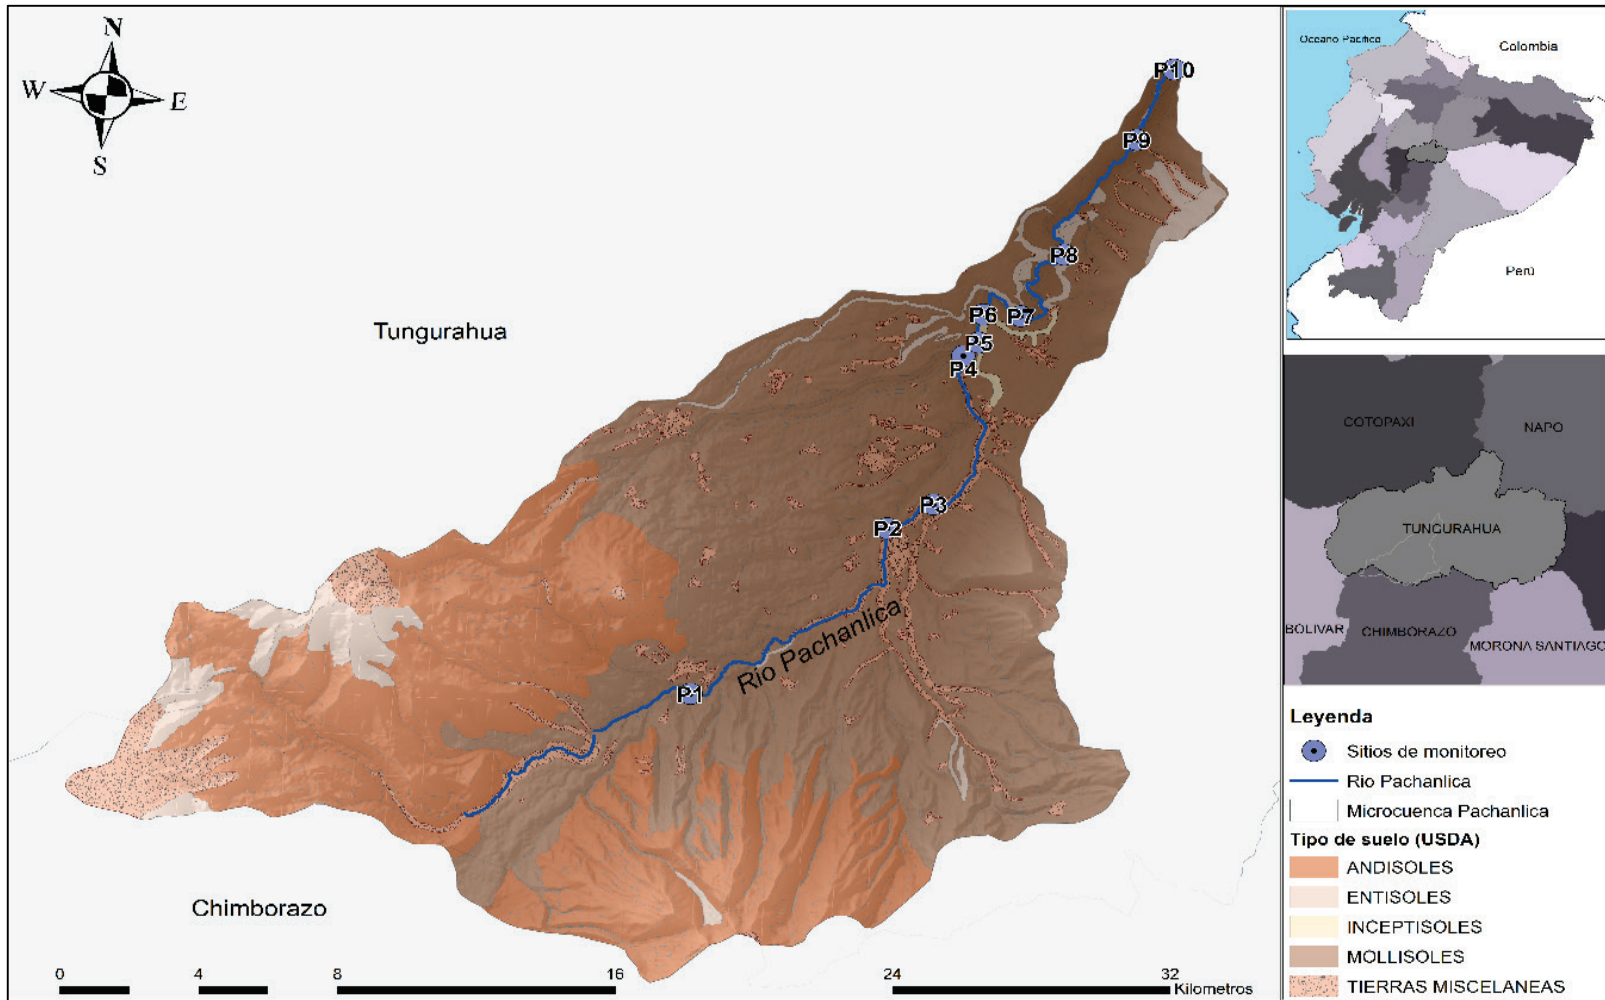 N
W
E
S
Tungurahua
Chimborazo
P10
P9
P8
P6
P7
P5
P4
P3
P2
P1
Rio Pachanlica
0
4
8
16
24
32
Kilometros
Oceano Pacifico
Colombia
Perú
COTOPAXI
NAPO
TUNGURAHUA
BOLIVAR
CHIMBORAZO
MORONA SANTIAGO
Leyenda
Sitios de monitoreo
Rio Pachanlica
Microcuenca Pachanlica
Tipo de suelo (USDA)
ANDISOLES
ENTISOLES
INCEPTISOLES
MOLLISOLES
TIERRAS MISCELANEAS